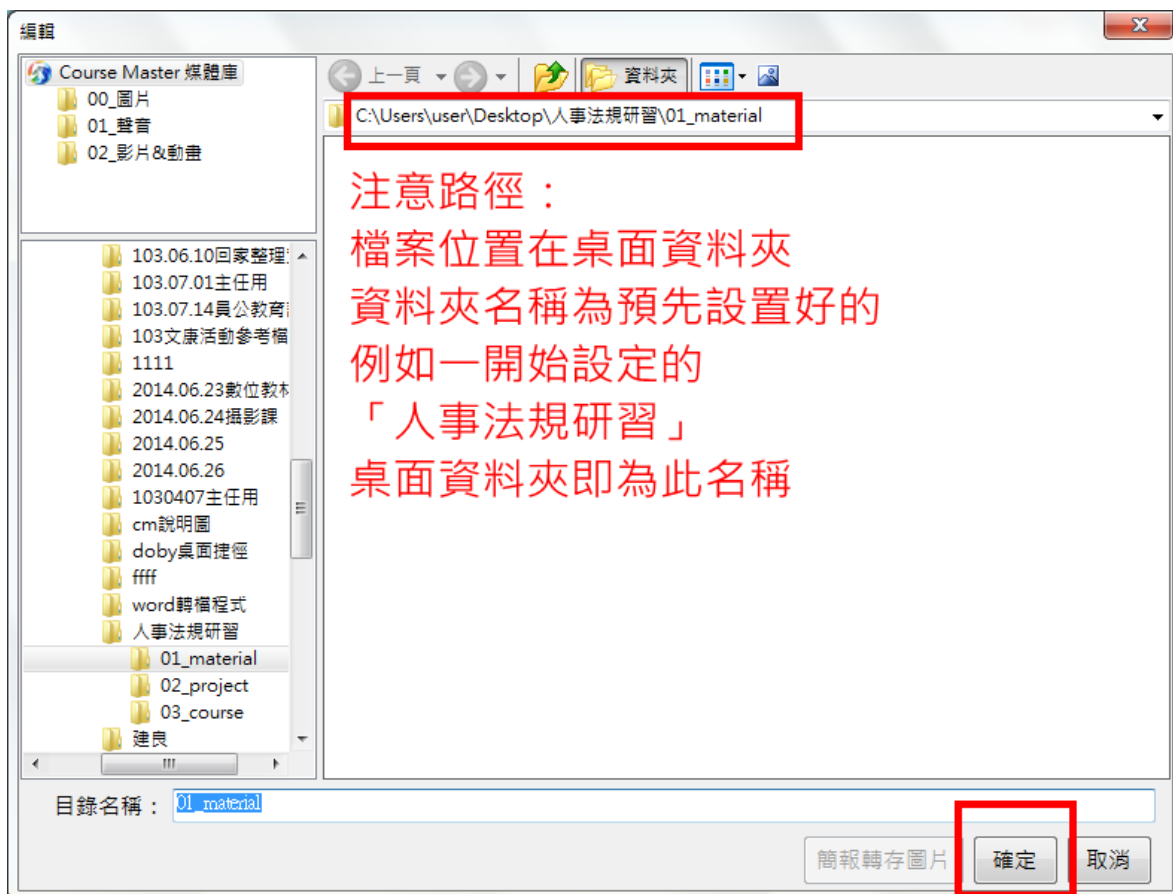 編輯
Course Master 媒體庫
00_圖片
01_聲音
02_影片&動畫
上一頁
資料夾
C:\Users\user\Desktop\人事法規研習\01_material
注意路徑：
檔案位置在桌面資料夾
資料夾名稱為預先設置好的
例如一開始設定的
「人事法規研習」
桌面資料夾即為此名稱
103.06.10回家整理
103.07.01主任用
103.07.14員公教育
103文康活動參考檔
1111
2014.06.23數位教材
2014.06.24攝影課
2014.06.25
2014.06.26
1030407主任用
cm說明圖
doby桌面捷徑
ffff
word轉檔程式
人事法規研習
01_material
02_project
03_course
建良
目錄名稱：
01_material
簡報轉存圖片
確定
取消